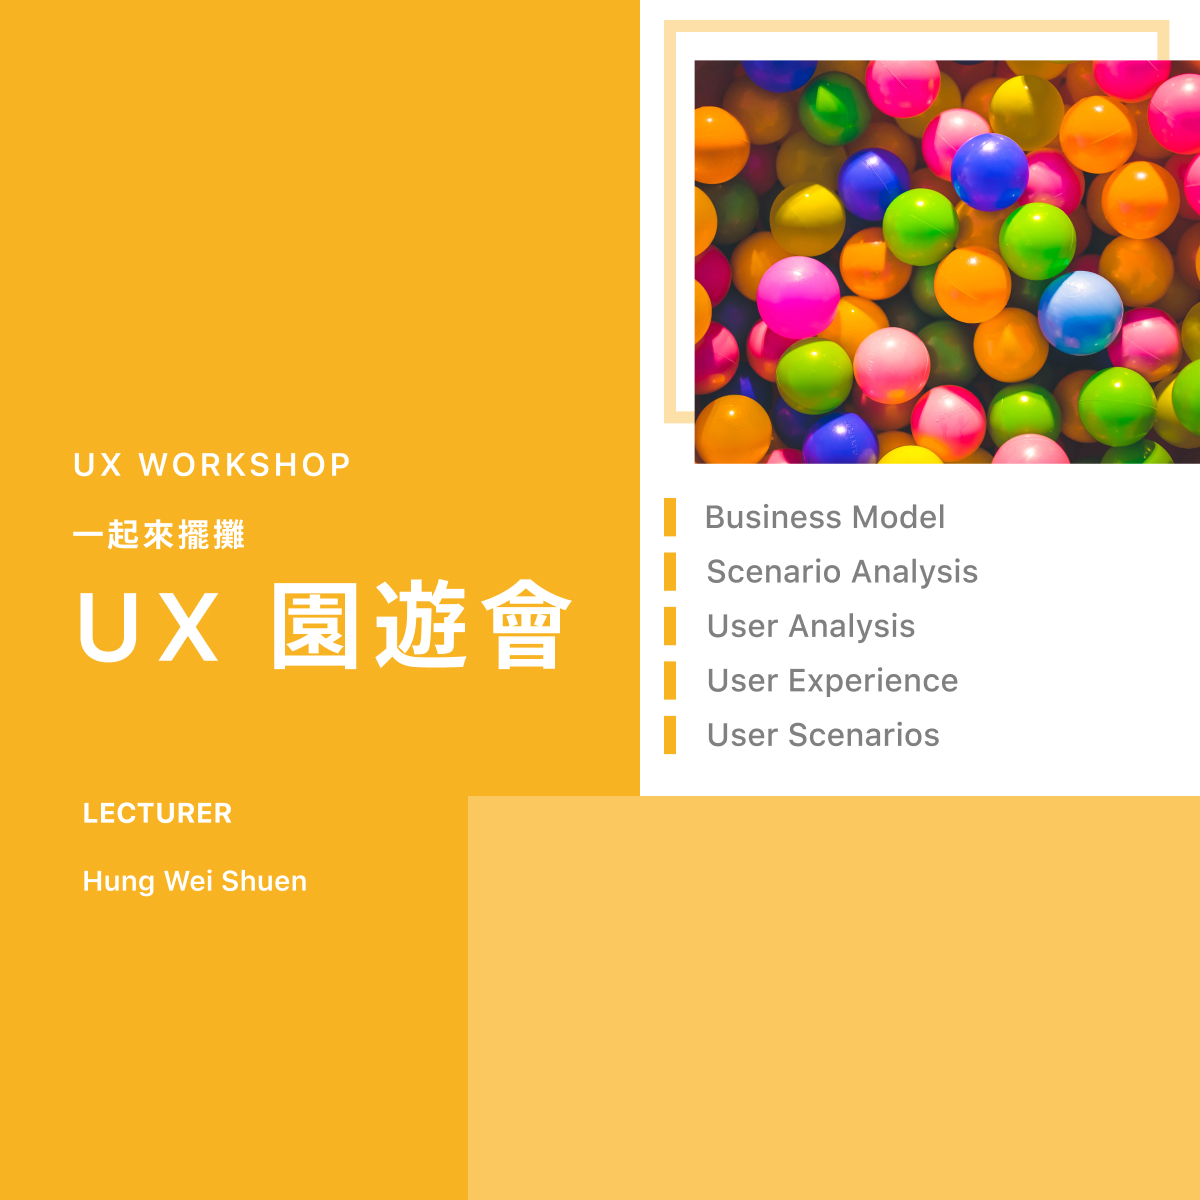 UX WORKSHOP
一起來擺攤
UX 園遊會
LECTURER
Hung Wei Shuen
Business Model
Scenario Analysis
User Analysis
User Experience
User Scenarios